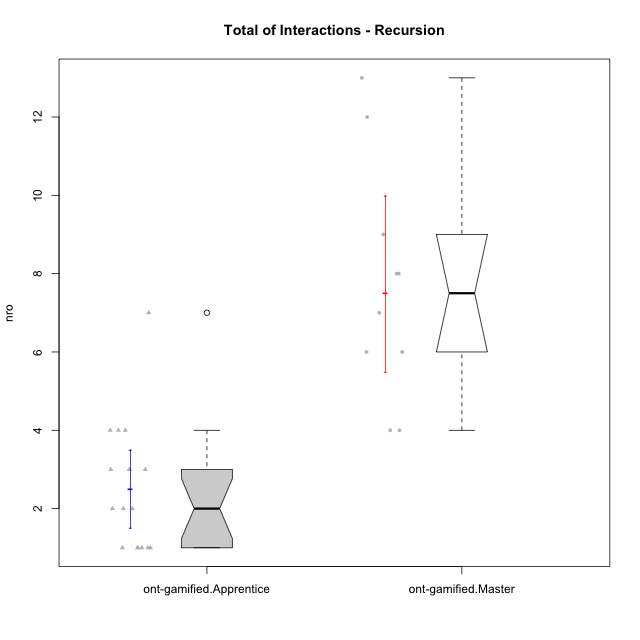 Total of Interactions - Recursion
12
10
8
6
4
2
nro
ont-gamified.Apprentice
ont-gamified.Master